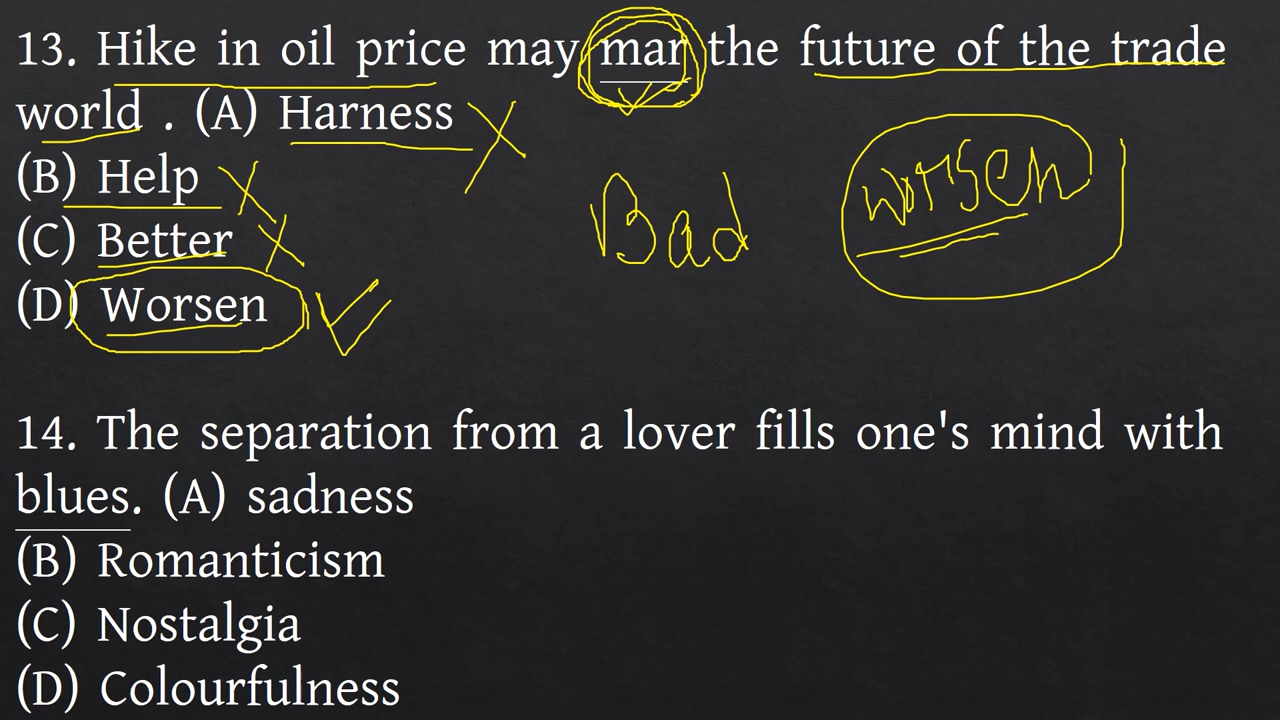 13. Hike in oil price may mar the future of the trade
world . (A) Harness
(B) Help
(C) Better
(D) Worsen
Bad
worsen
14. The separation from a lover fills one's mind with
blues. (A) sadness
(B) Romanticism
(C) Nostalgia
(D) Colourfulness